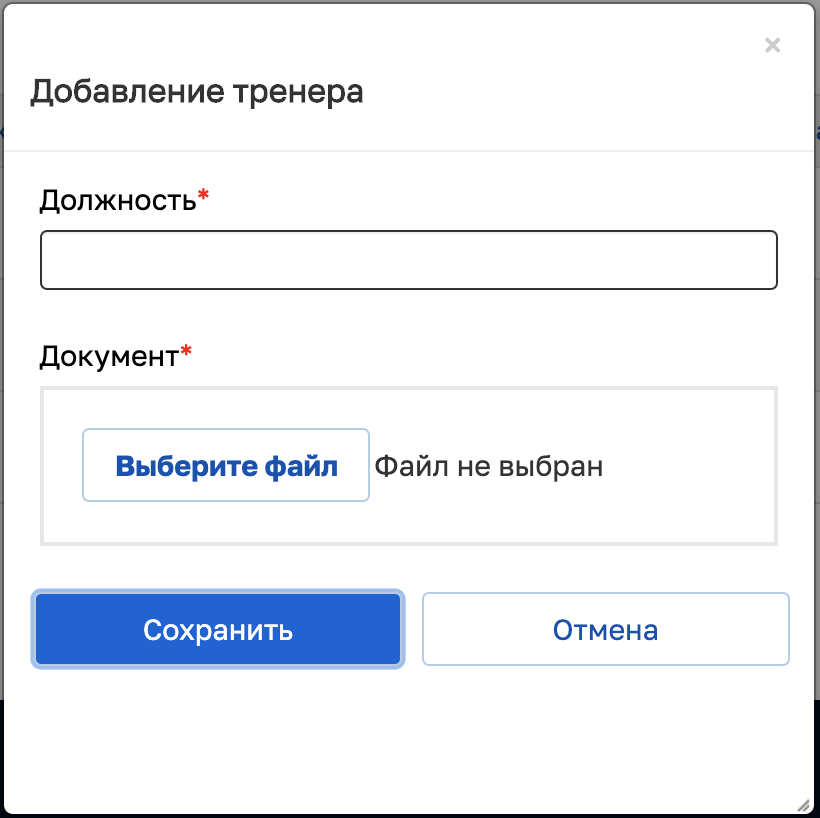 ×
Добавление тренера
Должность*
Документ*
Выберите файл Файл не выбран
Сохранить Отмена